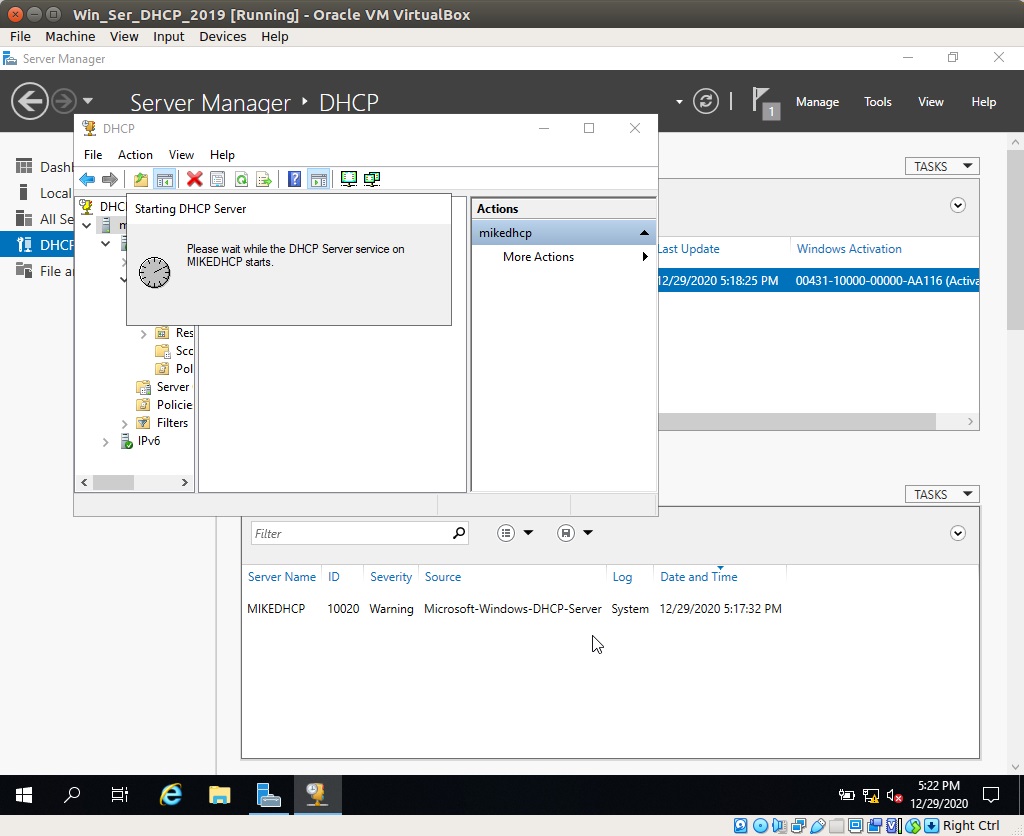 Win_Ser_DHCP_2019 [Running] - Oracle VM VirtualBox
File Machine View Input Devices Help
Server Manager
Server Manager DHCP
1
Manage Tools View Help
DHCP
File Action View Help
Dashb
Local
All Se
DHCP
File an
TASKS
DHCP
m
Starting DHCP Server
Please wait while the DHCP Server service on
MIKEDHCP starts.
Res
Sco
Pol
Server
Policie
Filters
IPv6
Actions
mikedhcp
More Actions
Last Update Windows Activation
12/29/2020 5:18:25 PM 00431-10000-00000-AA116 (Activa
TASKS
Filter
Server Name ID Severity Source Log Date and Time
MIKEDHCP 10020 Warning Microsoft-Windows-DHCP-Server System 12/29/2020 5:17:32 PM
5:22 PM
12/29/2020
Right Ctrl